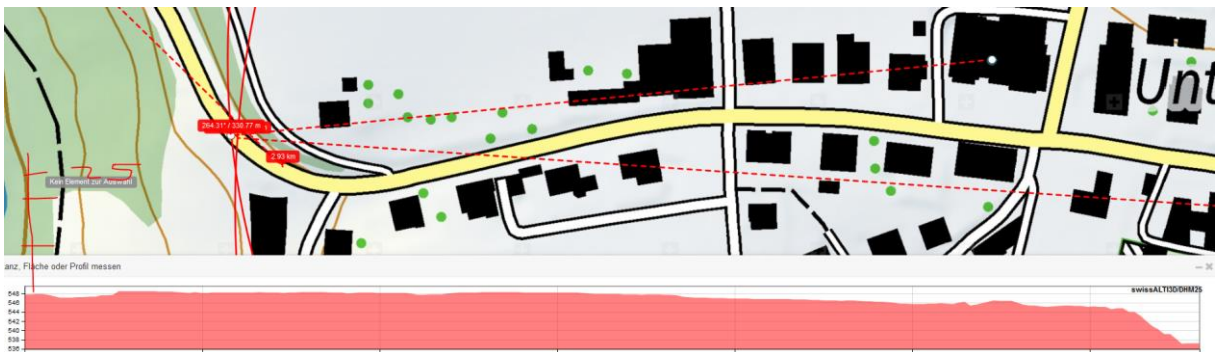 Unt
264.31° / 338.77 m
2.93 km
Kein Element zur Auswahl
anz, Fläche oder Profil messen
swissALTI3D/DHM25
548
546
544
542
540
538
536